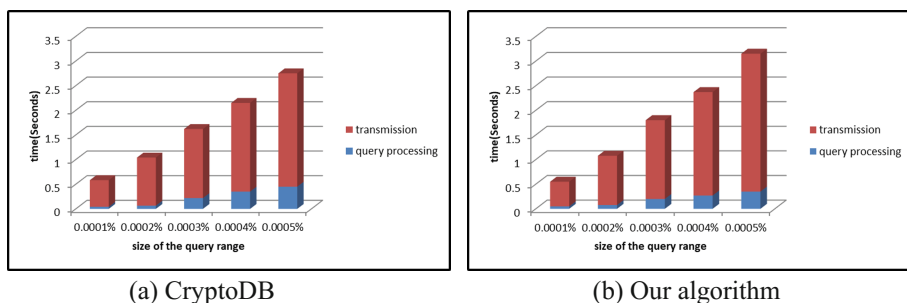 3.5
3
2.5
2
1.5
1
0.5
0
time(Seconds)
0.0001% 0.0002% 0.0003% 0.0004% 0.0005%
size of the query range
transmission
query processing
(a) CryptoDB
3.5
3
2.5
2
1.5
1
0.5
0
time(Seconds)
0.0001% 0.0002% 0.0003% 0.0004% 0.0005%
size of the query range
transmission
query processing
(b) Our algorithm